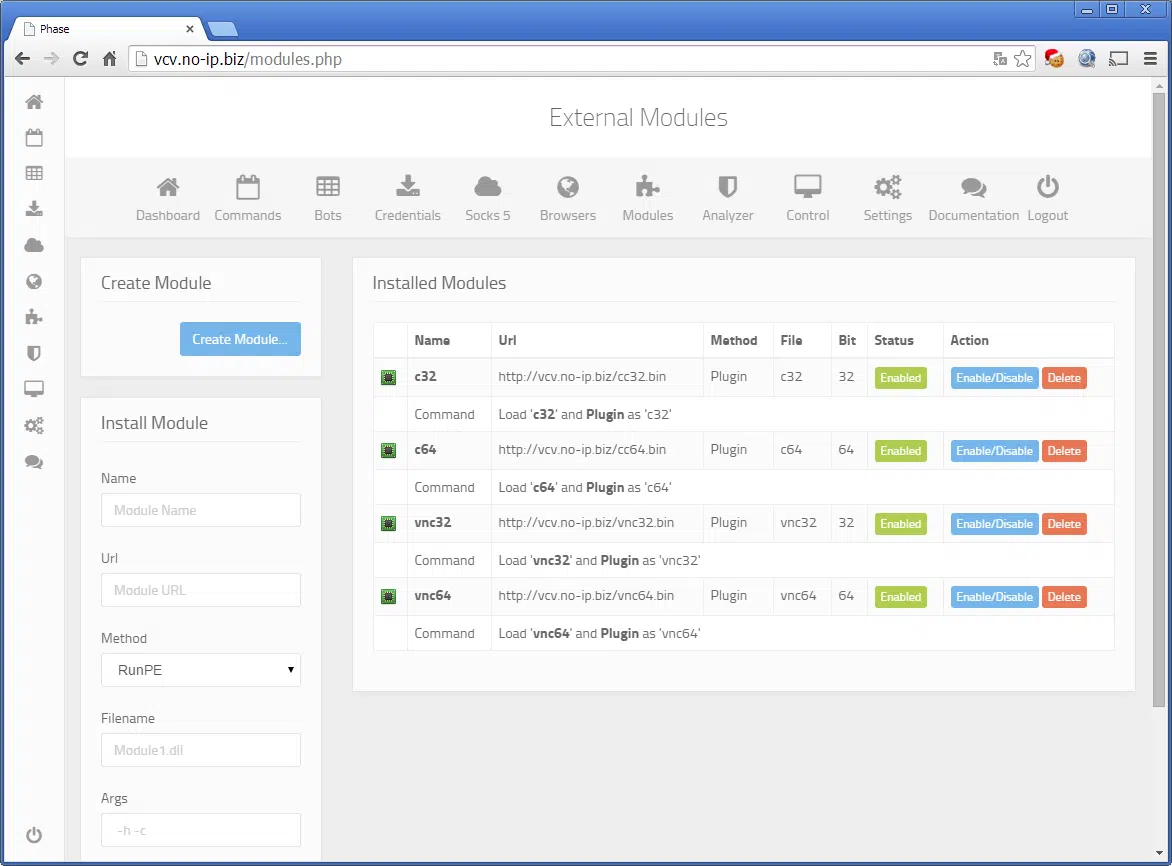 Phase
vcv.no-ip.biz/modules.php
External Modules
Dashboard Commands Bots Credentials Socks 5 Browsers Modules Analyzer Control Settings Documentation Logout
Create Module
Create Module...
Install Module
Name
Module Name
Url
Module URL
Method
RunPE
Filename
Module1.dll
Args
-h -c
Installed Modules
Name Url Method File Bit Status Action
c32 http://vcv.no-ip.biz/cc32.bin Plugin c32 32 Enabled Enable/Disable Delete
Command Load 'c32' and Plugin as 'c32'
c64 http://vcv.no-ip.biz/cc64.bin Plugin c64 64 Enabled Enable/Disable Delete
Command Load 'c64' and Plugin as 'c64'
vnc32 http://vcv.no-ip.biz/vnc32.bin Plugin vnc32 32 Enabled Enable/Disable Delete
Command Load 'vnc32' and Plugin as 'vnc32'
vnc64 http://vcv.no-ip.biz/vnc64.bin Plugin vnc64 64 Enabled Enable/Disable Delete
Command Load 'vnc64' and Plugin as 'vnc64'